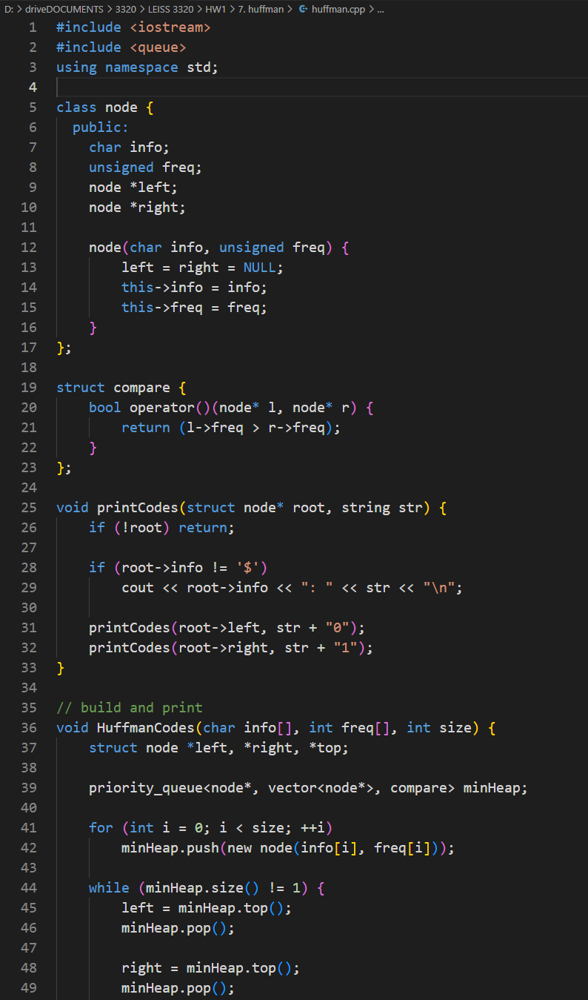 D: > driveDOCUMENTS > 3320 > LEISS 3320 > HW1 > 7. huffman > huffman.cpp > ...
1 #include <iostream>
2 #include <queue>
3 using namespace std;
4
5 class node {
6   public:
7     char info;
8     unsigned freq;
9     node *left;
10     node *right;
11
12     node(char info, unsigned freq) {
13         left = right = NULL;
14         this->info = info;
15         this->freq = freq;
16     }
17 };
18
19 struct compare {
20     bool operator()(node* l, node* r) {
21         return (l->freq > r->freq);
22     }
23 };
24
25 void printCodes(struct node* root, string str) {
26     if (!root) return;
27
28     if (root->info != '$')
29         cout << root->info << ": " << str << "\n";
30
31     printCodes(root->left, str + "0");
32     printCodes(root->right, str + "1");
33 }
34
35 // build and print
36 void HuffmanCodes(char info[], int freq[], int size) {
37     struct node *left, *right, *top;
38
39     priority_queue<node*, vector<node*>, compare> minHeap;
40
41     for (int i = 0; i < size; ++i)
42         minHeap.push(new node(info[i], freq[i]));
43
44     while (minHeap.size() != 1) {
45         left = minHeap.top();
46         minHeap.pop();
47
48         right = minHeap.top();
49         minHeap.pop();